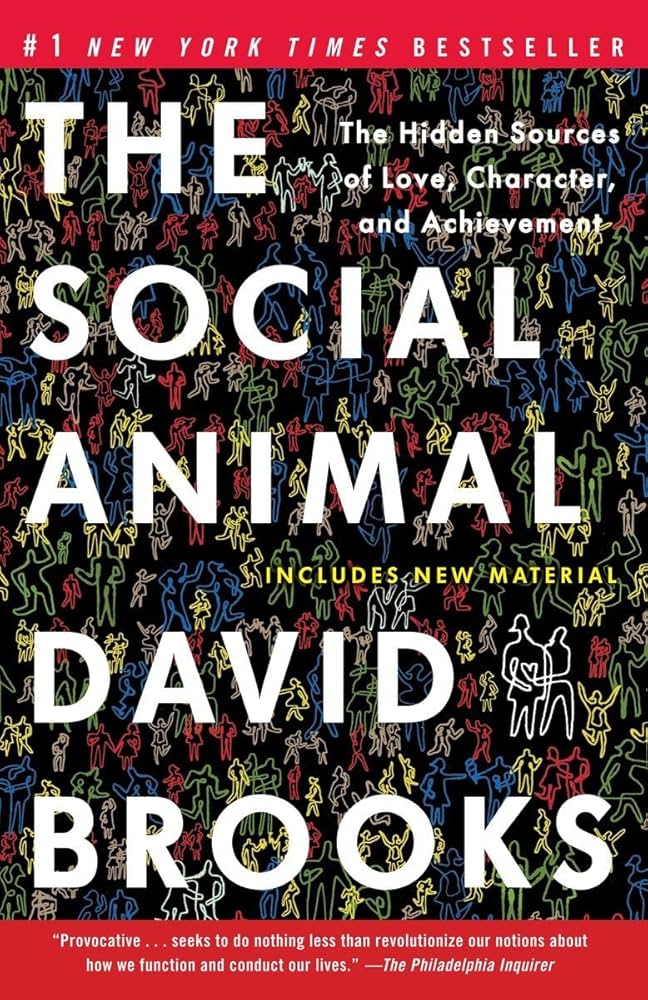 #1 NEW YORK TIMES BESTSELLER
THE
The Hidden Sources
of Love, Character,
and Achievement
SOCIAL
ANIMAL
INCLUDES NEW MATERIAL
DAVID
BROOKS
“Provocative . . . seeks to do nothing less than revolutionize our notions about
how we function and conduct our lives.” —The Philadelphia Inquirer